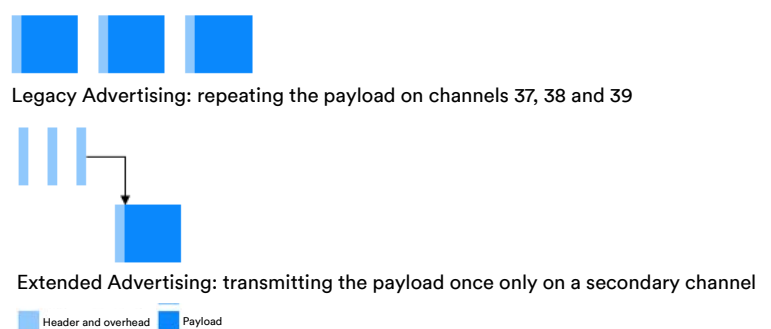 Legacy Advertising: repeating the payload on channels 37, 38 and 39
Extended Advertising: transmitting the payload once only on a secondary channel
Header and overhead Payload